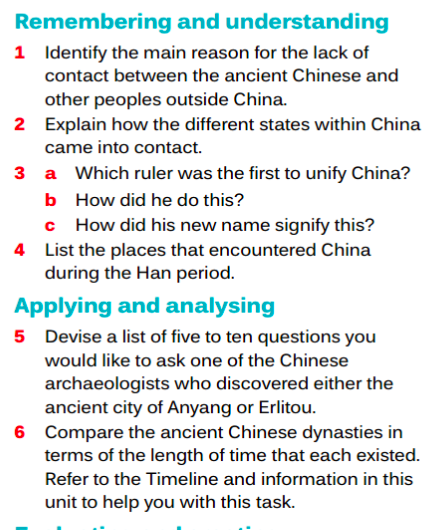 Remembering and understanding
1 Identify the main reason for the lack of
contact between the ancient Chinese and
other peoples outside China.
2 Explain how the different states within China
came into contact.
3 a Which ruler was the first to unify China?
b How did he do this?
c How did his new name signify this?
4 List the places that encountered China
during the Han period.
Applying and analysing
5 Devise a list of five to ten questions you
would like to ask one of the Chinese
archaeologists who discovered either the
ancient city of Anyang or Erlitou.
6 Compare the ancient Chinese dynasties in
terms of the length of time that each existed.
Refer to the Timeline and information in this
unit to help you with this task.